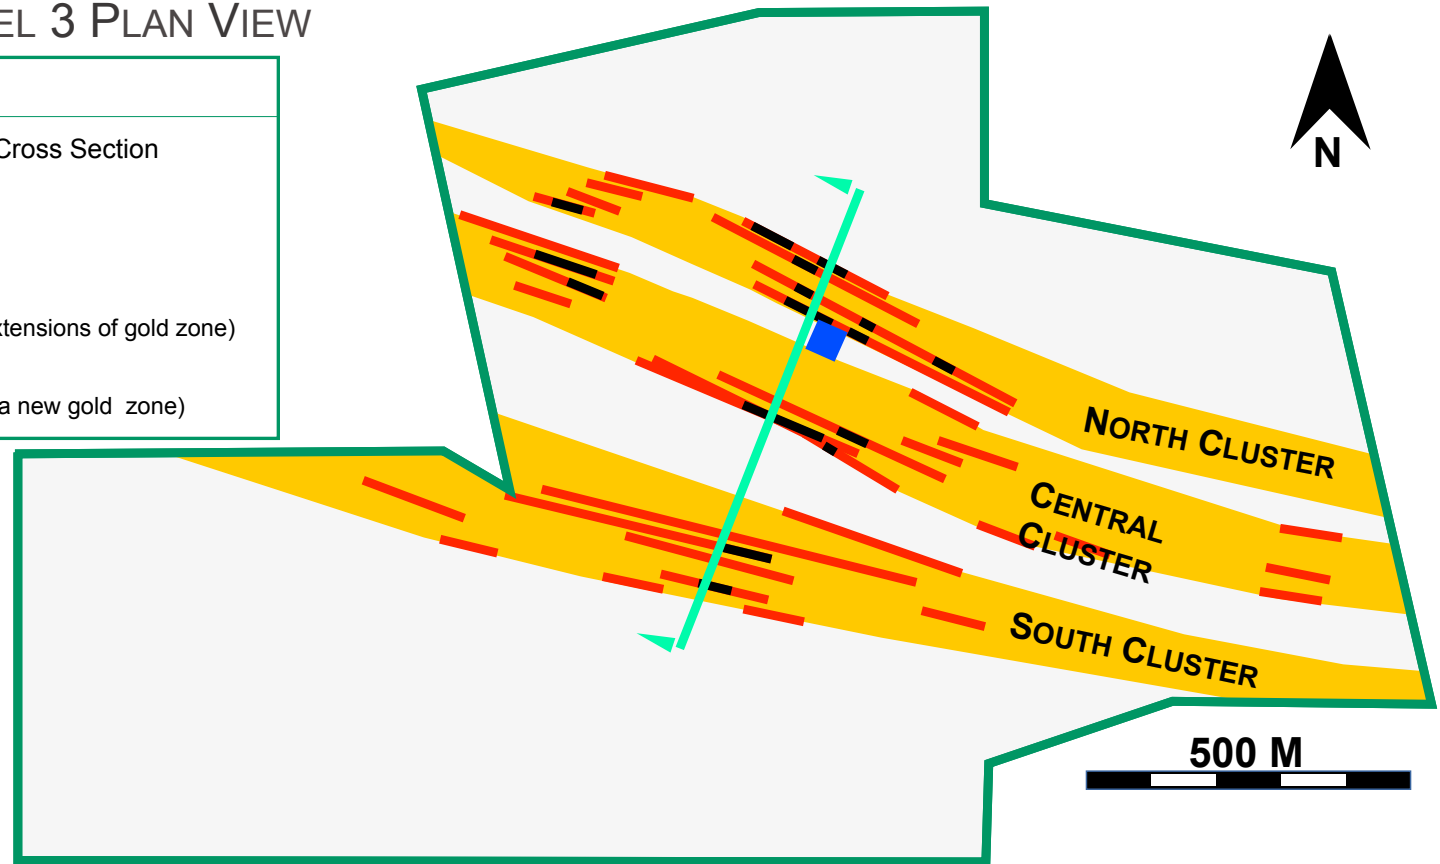 EL 3 PLAN VIEW
Cross Section
xtensions of gold zone)
a new gold zone)
N
NORTH CLUSTER
CENTRAL
CLUSTER
SOUTH CLUSTER
500 M